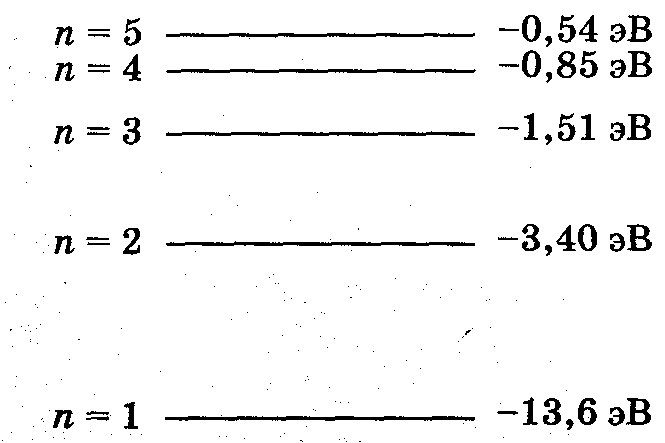 n = 5 −0,54 эВ
n = 4 −0,85 эВ
n = 3 −1,51 эВ
n = 2 −3,40 эВ
n = 1 −13,6 эВ